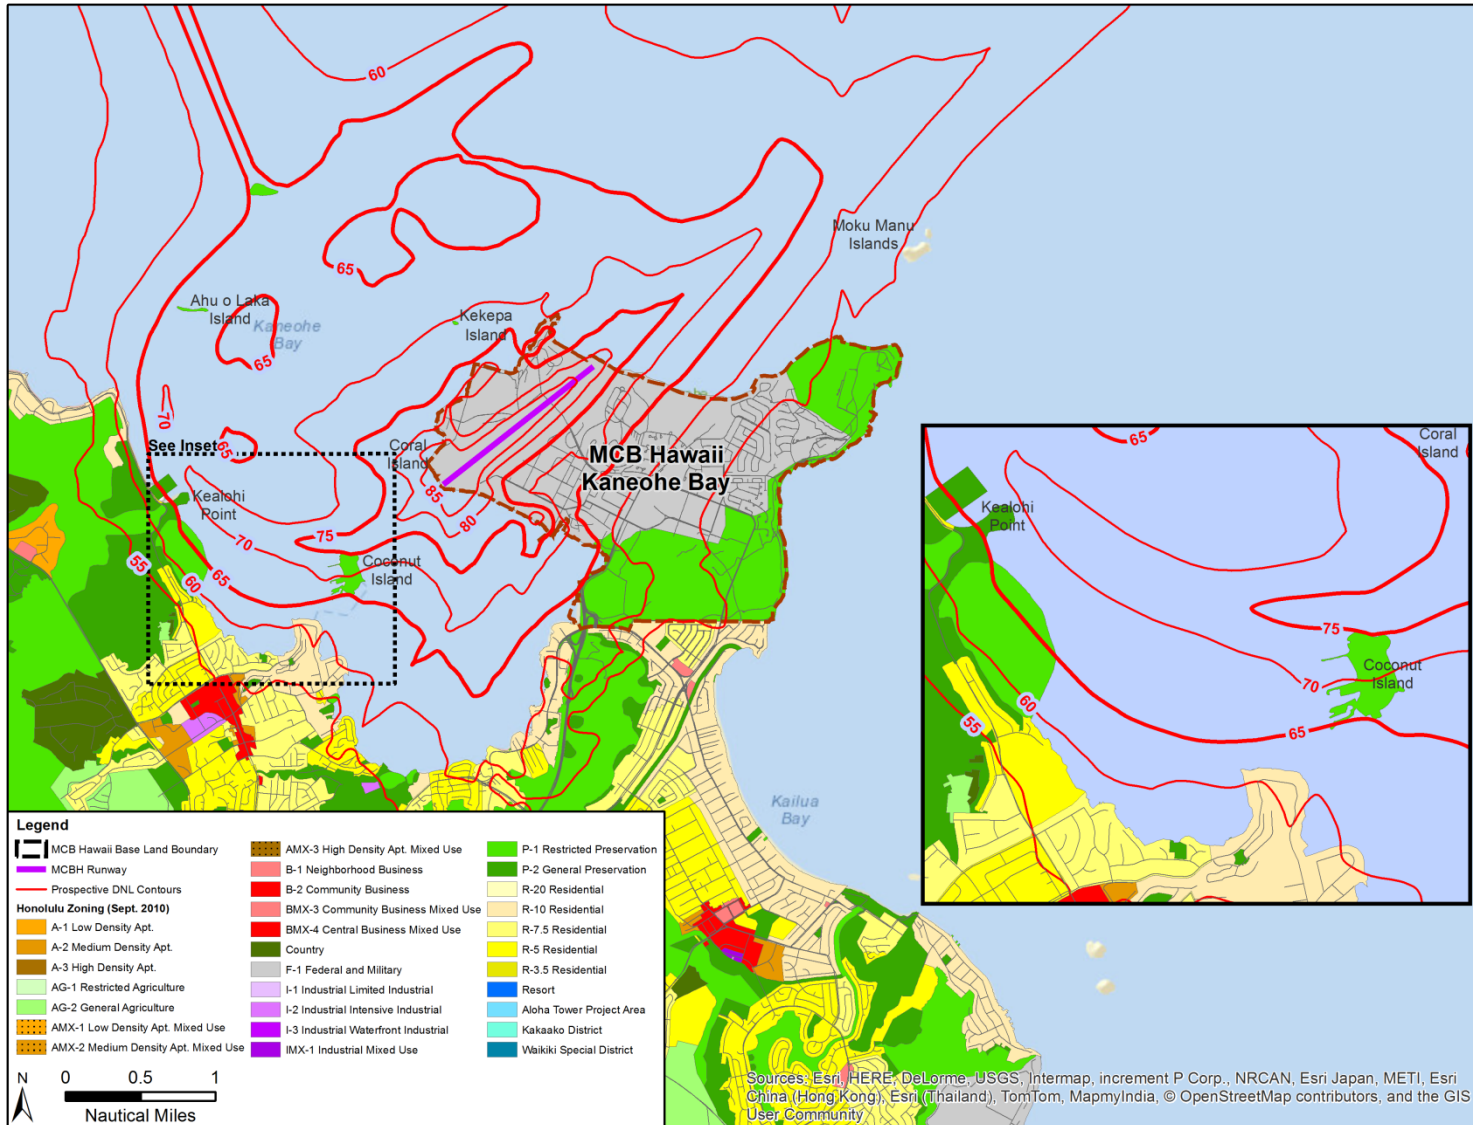 60
Moku Manu
Islands
65
Ahu o Laka
Island
Kaneohe
Bay
Kekepa
Island
65
70
See Inset
65
Coral
Island
MCB Hawaii
Kaneohe Bay
85
80
Kealohi
Point
75
70
Coconut
Island
55
60
65
Kailua
Bay
65
Coral
Island
Kealohi
Point
75
Coconut
Island
70
60
55
65
Legend
MCB Hawaii Base Land Boundary
MCBH Runway
Prospective DNL Contours
Honolulu Zoning (Sept. 2010)
A-1 Low Density Apt.
A-2 Medium Density Apt.
A-3 High Density Apt.
AG-1 Restricted Agriculture
AG-2 General Agriculture
AMX-1 Low Density Apt. Mixed Use
AMX-2 Medium Density Apt. Mixed Use
AMX-3 High Density Apt. Mixed Use
B-1 Neighborhood Business
B-2 Community Business
BMX-3 Community Business Mixed Use
BMX-4 Central Business Mixed Use
Country
F-1 Federal and Military
I-1 Industrial Limited Industrial
I-2 Industrial Intensive Industrial
I-3 Industrial Waterfront Industrial
IMX-1 Industrial Mixed Use
P-1 Restricted Preservation
P-2 General Preservation
R-20 Residential
R-10 Residential
R-7.5 Residential
R-5 Residential
R-3.5 Residential
Resort
Aloha Tower Project Area
Kakaako District
Waikiki Special District
N
0 0.5 1
Nautical Miles
Sources: Esri, HERE, DeLorme, USGS, Intermap, increment P Corp., NRCAN, Esri Japan, METI, Esri
China (Hong Kong), Esri (Thailand), TomTom, MapmyIndia, © OpenStreetMap contributors, and the GIS
User Community